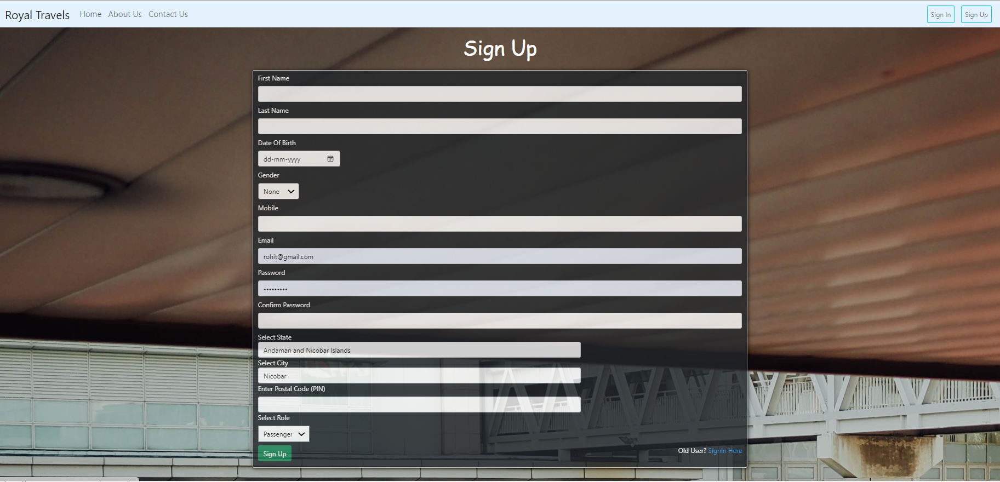 Royal Travels Home About Us Contact Us Sign In Sign Up
Sign Up
First Name
Last Name
Date Of Birth
dd-mm-yyyy
Gender
None
Mobile
Email
rohit@gmail.com
Password
•••••••••
Confirm Password
Select State
Andaman and Nicobar Islands
Select City
Nicobar
Enter Postal Code (PIN)
Select Role
Passenger
Sign Up Old User? SignIn Here